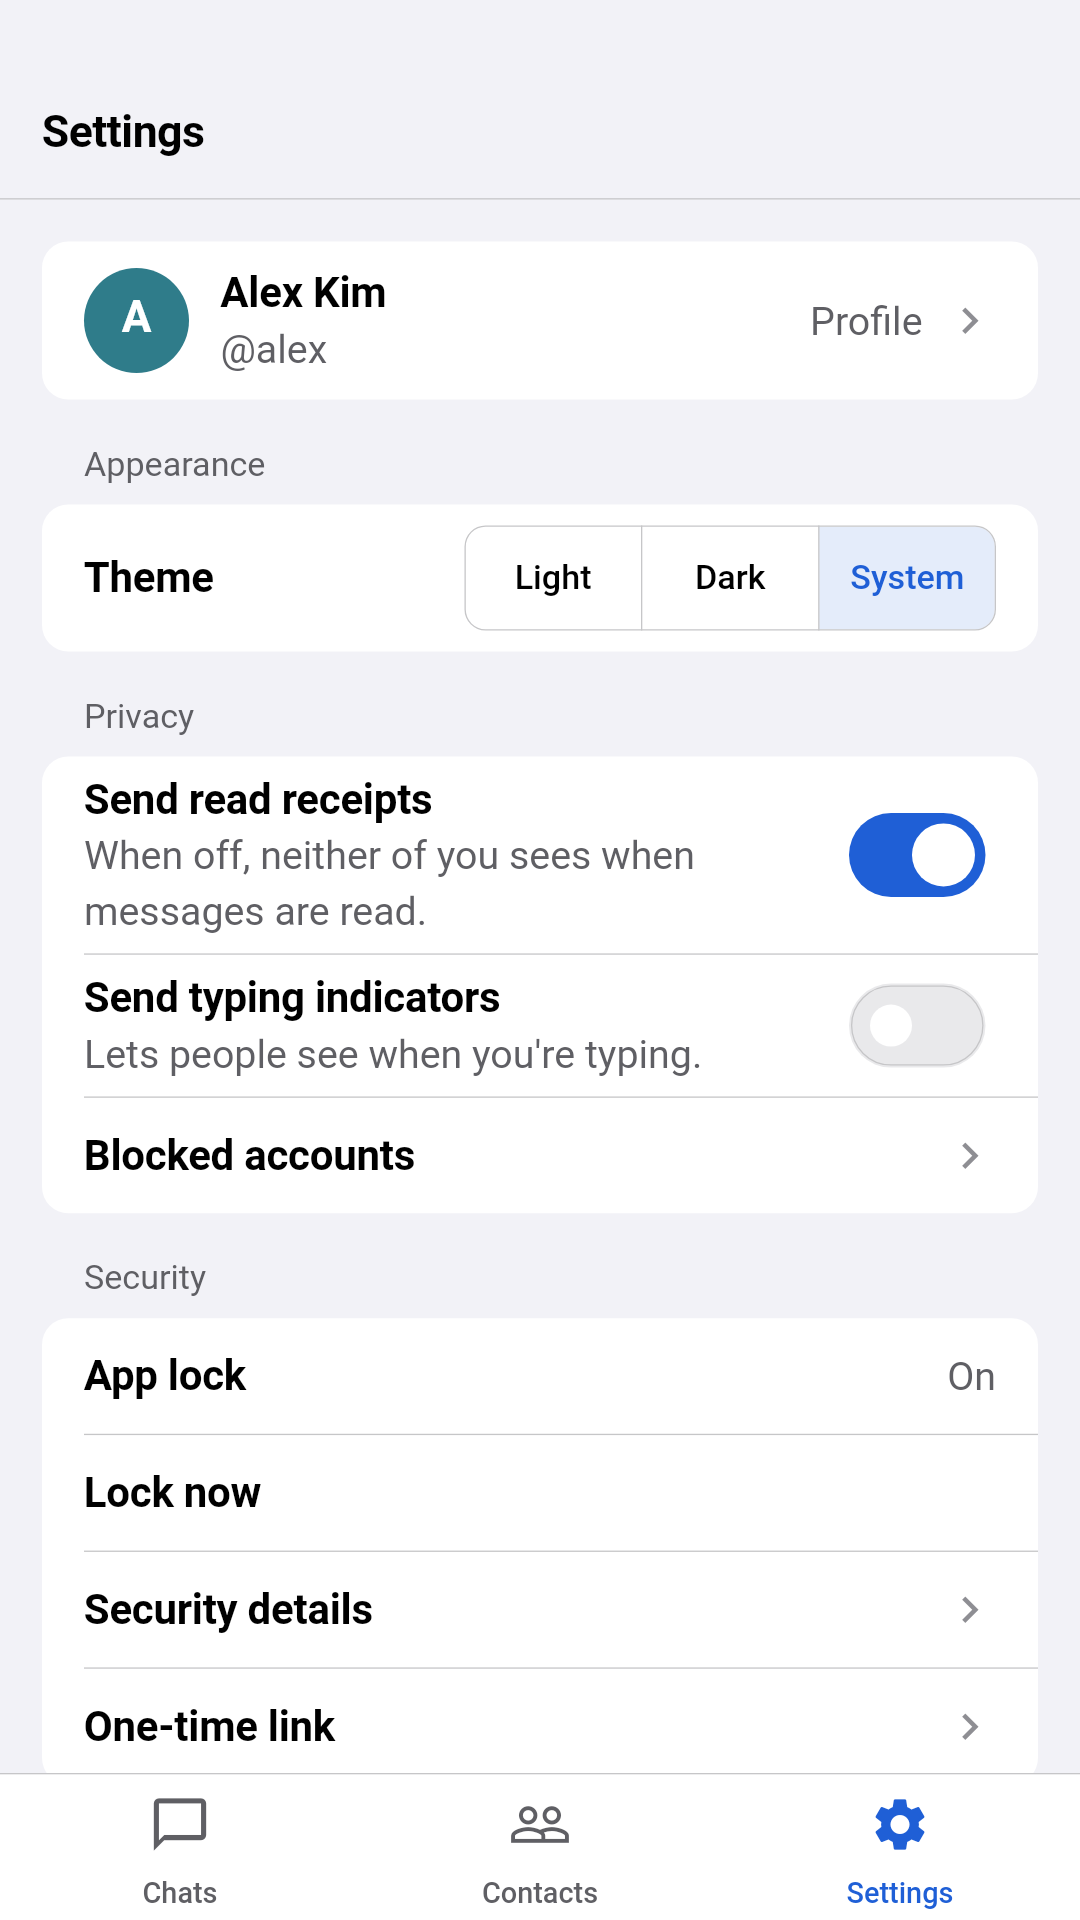 Settings
A
Alex Kim
@alex
Profile
Appearance
Theme
Light
Dark
System
Privacy
Send read receipts
When off, neither of you sees when
messages are read.
Send typing indicators
Lets people see when you're typing.
Blocked accounts
Security
App lock
On
Lock now
Security details
One-time link
Chats
Contacts
Settings